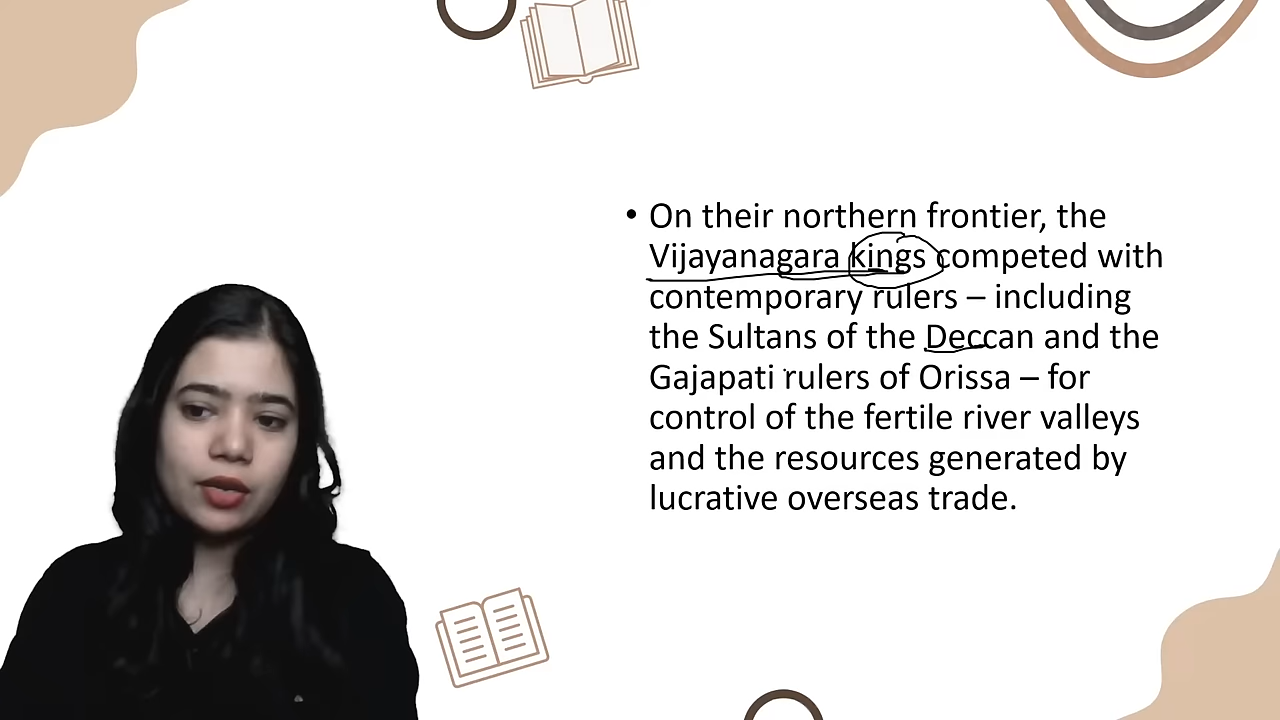 • On their northern frontier, the
Vijayanagara kings competed with
contemporary rulers – including
the Sultans of the Deccan and the
Gajapati rulers of Orissa – for
control of the fertile river valleys
and the resources generated by
lucrative overseas trade.